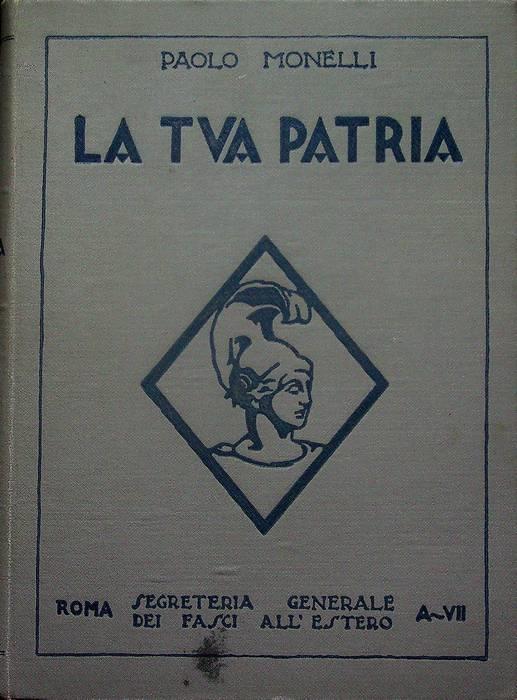 PAOLO MONELLI
LA TVA PATRIA
ROMA SEGRETERIA GENERALE DEI FASCI ALL'ESTERO A~VII